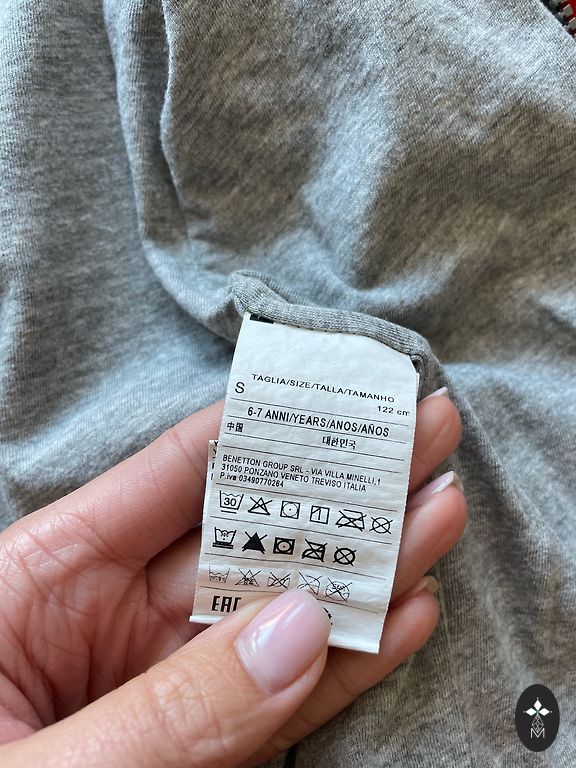 TAGLIA/SIZE/TALLA/TAMANHO
S
122 cm
6-7 ANNI/YEARS/ANOS/AÑOS
中国 대한민국
BENETTON GROUP SRL - VIA VILLA MINELLI,1
31050 PONZANO VENETO TREVISO ITALIA
P.iva 03490770264
30
EAC
M